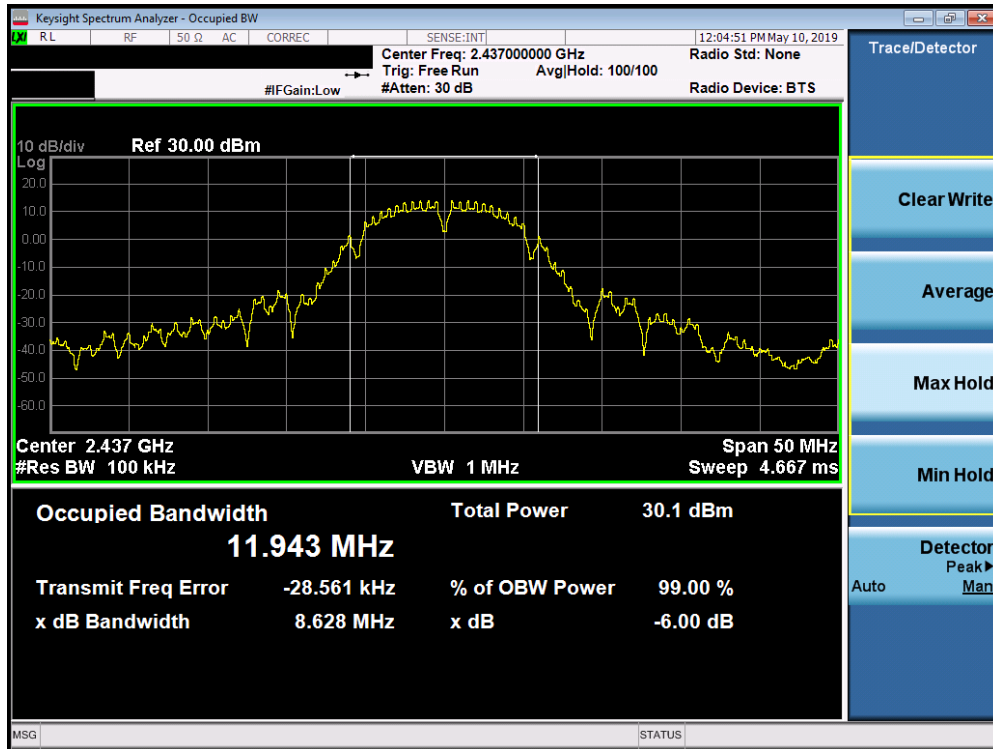 Keysight Spectrum Analyzer - Occupied BW
LXI RL RF 50 Ω AC CORREC SENSE:INT 12:04:51 PM May 10, 2019
Center Freq: 2.437000000 GHz Radio Std: None
Trig: Free Run Avg|Hold: 100/100
#IFGain:Low #Atten: 30 dB Radio Device: BTS
Trace/Detector
10 dB/div Ref 30.00 dBm
Log
20.0
10.0
0.00
-10.0
-20.0
-30.0
-40.0
-50.0
-60.0
Center 2.437 GHz Span 50 MHz
#Res BW 100 kHz VBW 1 MHz Sweep 4.667 ms
Occupied Bandwidth Total Power 30.1 dBm
11.943 MHz
Transmit Freq Error -28.561 kHz % of OBW Power 99.00 %
x dB Bandwidth 8.628 MHz x dB -6.00 dB
Clear Write
Average
Max Hold
Min Hold
Detector
Peak▶
Auto Man
MSG STATUS